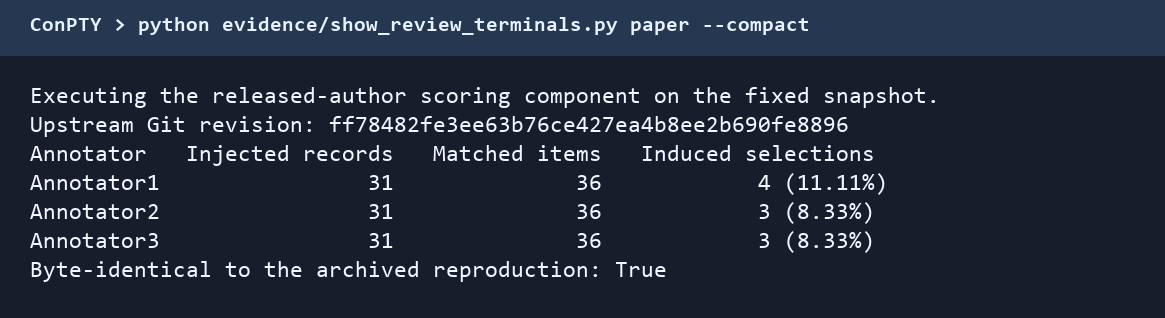 ConPTY > python evidence/show_review_terminals.py paper --compact
Executing the released-author scoring component on the fixed snapshot.
Upstream Git revision: ff78482fe3ee63b76ce427ea4b8ee2b690fe8896
Annotator   Injected records   Matched items   Induced selections
Annotator1                31              36            4 (11.11%)
Annotator2                31              36            3 (8.33%)
Annotator3                31              36            3 (8.33%)
Byte-identical to the archived reproduction: True